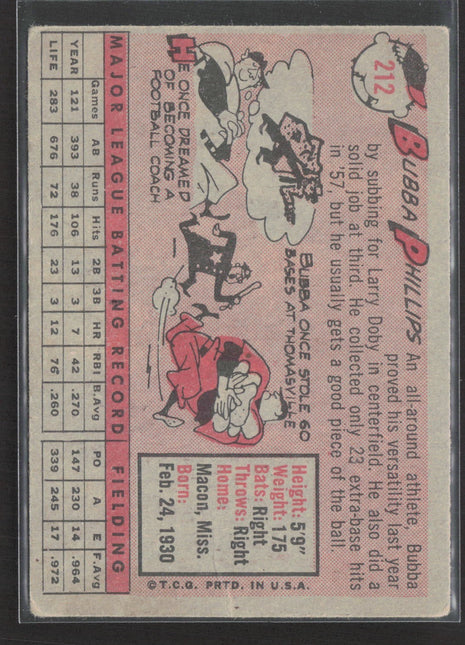 212
BUBBA PHILLIPS An all-around athlete, Bubba
proved his versatility last year
by subbing for Larry Doby in centerfield. He also did a
solid job at third. He collected only 23 extra-base hits
in '57, but he usually gets a good piece of the ball.
HE ONCE DREAMED
OF BECOMING A
FOOTBALL COACH
BUBBA ONCE STOLE 60
BASES AT THOMASVILLE
Height: 5'9"
Weight: 175
Bats: Right
Throws: Right
Home:
Macon, Miss.
Born:
Feb. 24, 1930
©T.C.G. PRTD. IN U.S.A.
MAJOR LEAGUE BATTING RECORD FIELDING
Games AB Runs Hits 2B 3B HR RBI B.Avg PO A E F.Avg
YEAR 121 393 38 106 13 3 7 42 .270 147 230 14 .964
LIFE 283 676 72 176 23 3 12 76 .260 339 245 17 .972